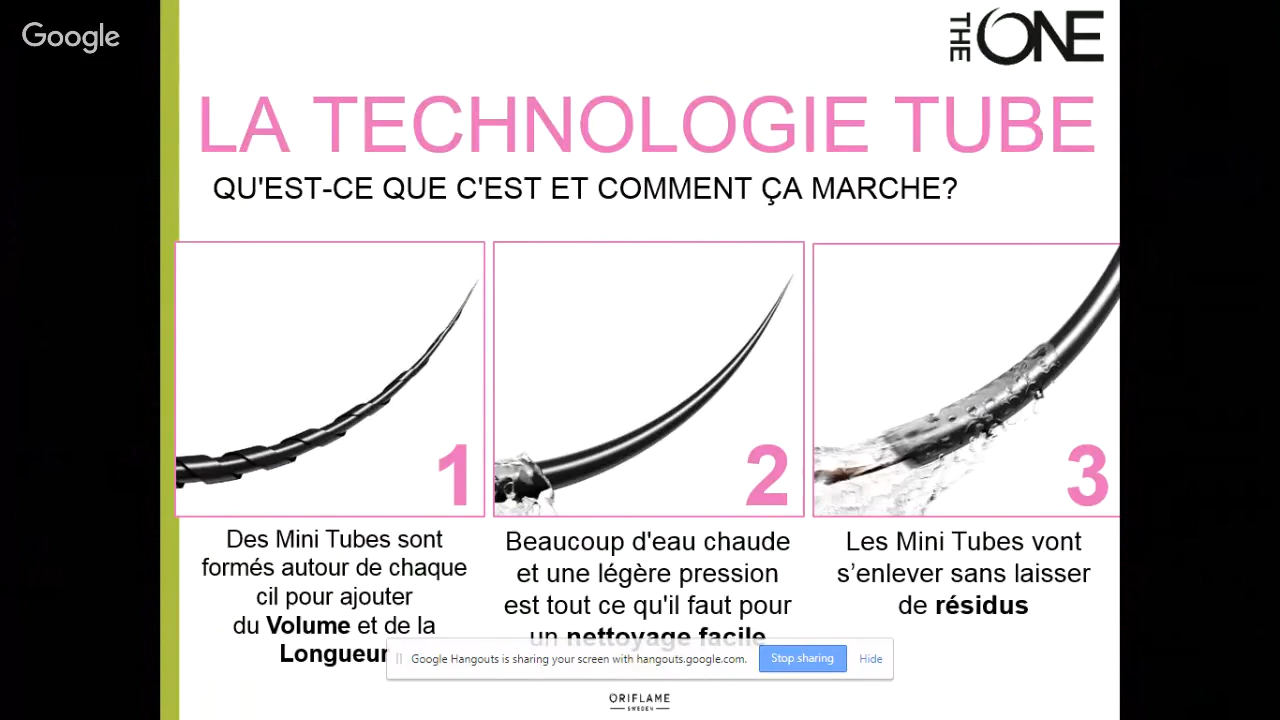 Google
THE ONE
LA TECHNOLOGIE TUBE
QU'EST-CE QUE C'EST ET COMMENT ÇA MARCHE?
1
2
3
Des Mini Tubes sont
formés autour de chaque
cil pour ajouter
du Volume et de la
Longueur
Beaucoup d'eau chaude
et une légère pression
est tout ce qu'il faut pour
un nettoyage facile
Les Mini Tubes vont
s’enlever sans laisser
de résidus
Google Hangouts is sharing your screen with hangouts.google.com.
Stop sharing
Hide
ORIFLAME
SWEDEN